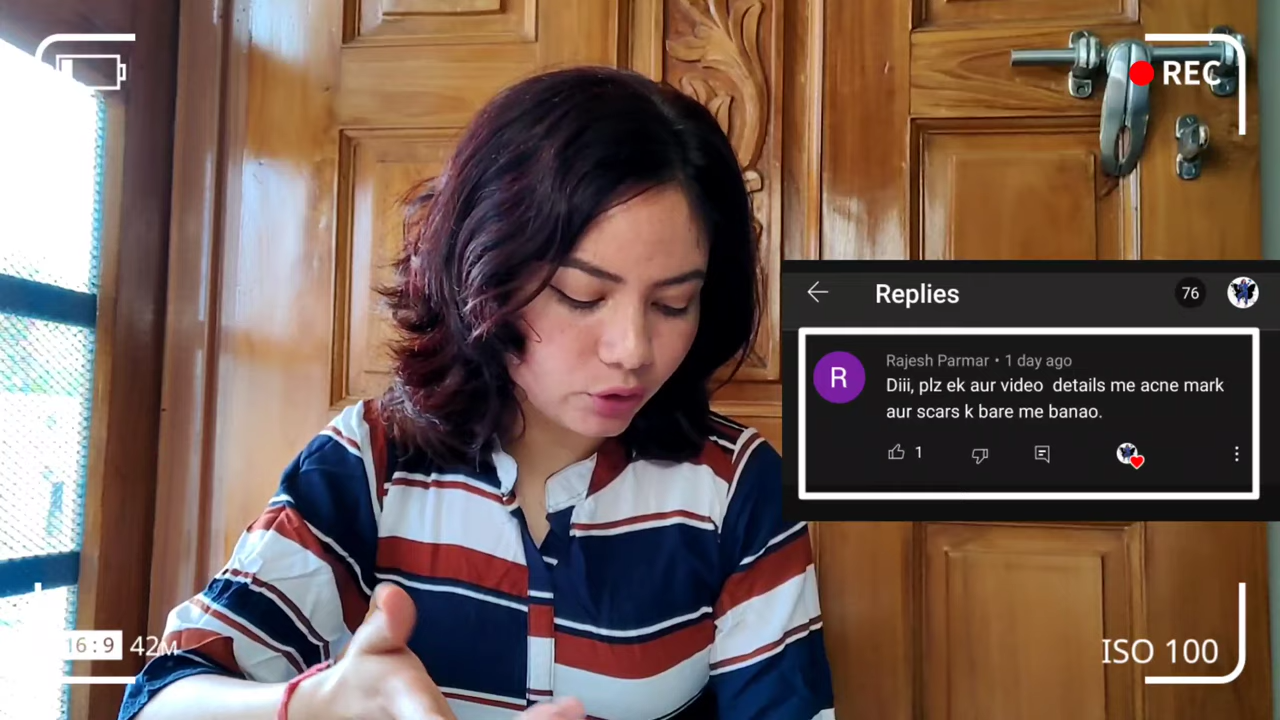 REC
Replies
76
R
Rajesh Parmar • 1 day ago
Diii, plz ek aur video details me acne mark
aur scars k bare me banao.
1
16:9 42M
ISO 100